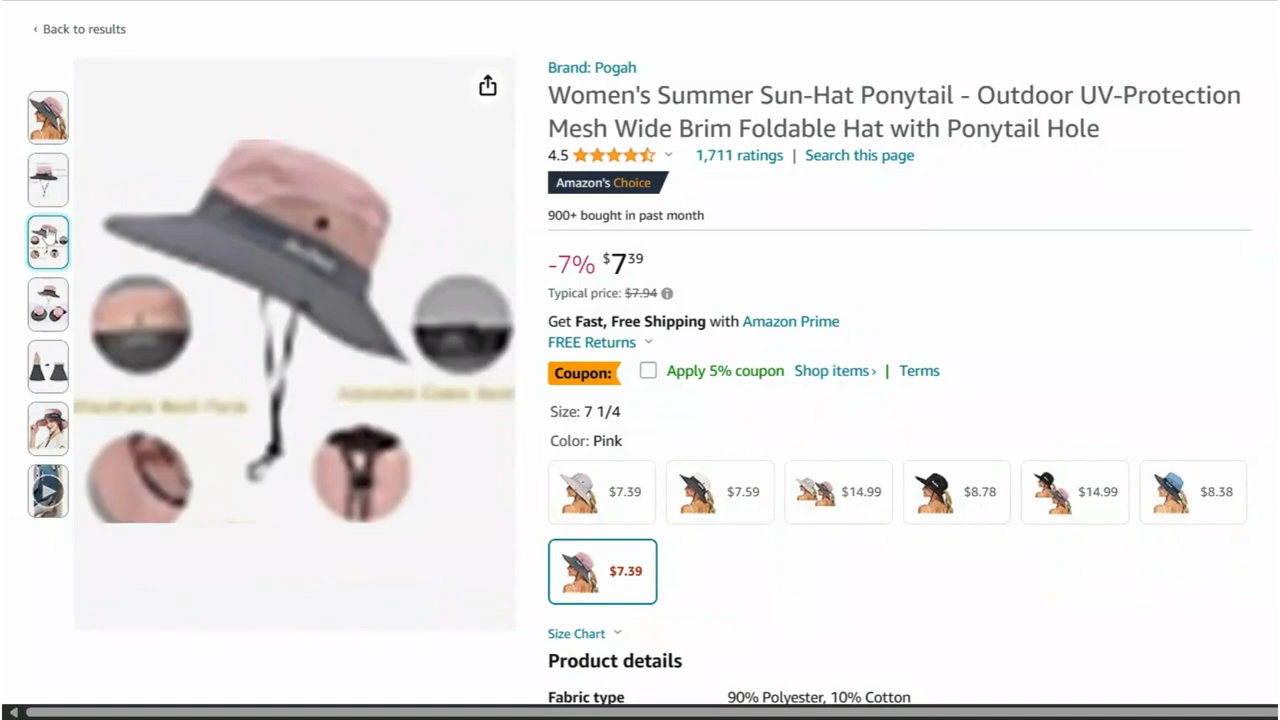 ‹ Back to results
Brand: Pogah
Women's Summer Sun-Hat Ponytail - Outdoor UV-Protection
Mesh Wide Brim Foldable Hat with Ponytail Hole
4.5 1,711 ratings | Search this page
Amazon's Choice
900+ bought in past month
-7% $7 39
Typical price: $7.94
Get Fast, Free Shipping with Amazon Prime
FREE Returns
Coupon: Apply 5% coupon Shop items› | Terms
Size: 7 1/4
Color: Pink
$7.39 $7.59 $14.99 $8.78 $14.99 $8.38
$7.39
Size Chart
Product details
Fabric type 90% Polyester, 10% Cotton